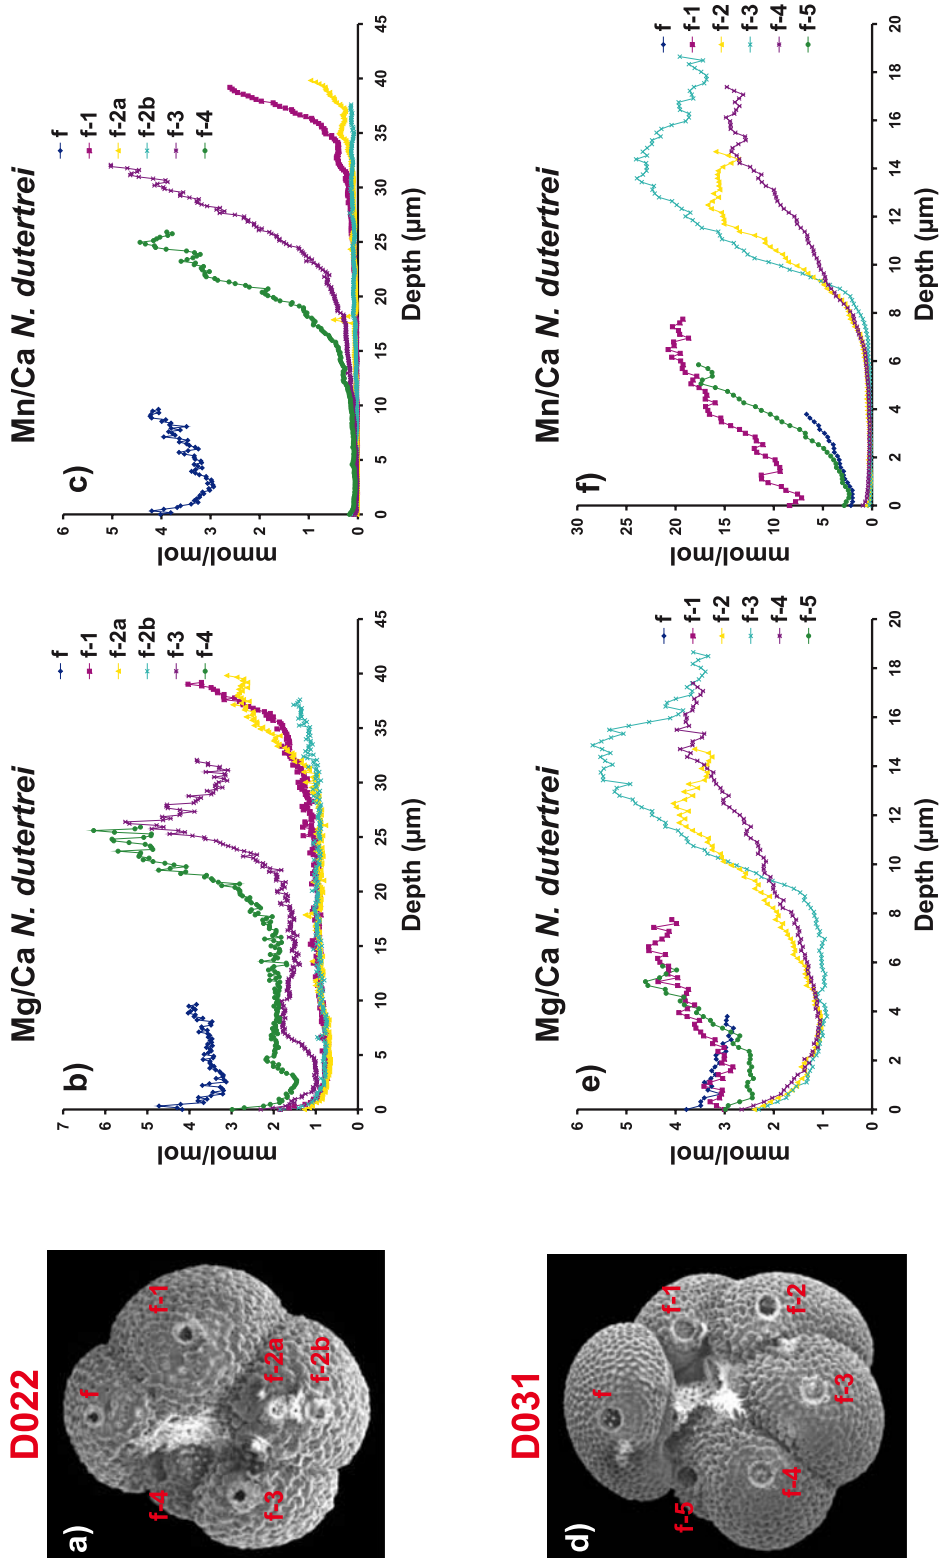 D022
a)
f
f-1
f-2a
f-2b
f-3
f-4
Mg/Ca N. dutertrei
b)
mmol/mol
7
6
5
4
3
2
1
0
0 5 10 15 20 25 30 35 40 45
Depth (µm)
f
f-1
f-2a
f-2b
f-3
f-4
Mn/Ca N. dutertrei
c)
mmol/mol
6
5
4
3
2
1
0
0 5 10 15 20 25 30 35 40 45
Depth (µm)
f
f-1
f-2a
f-2b
f-3
f-4
D031
d)
f
f-1
f-2
f-3
f-4
f-5
Mg/Ca N. dutertrei
e)
mmol/mol
6
5
4
3
2
1
0
0 2 4 6 8 10 12 14 16 18 20
Depth (µm)
f
f-1
f-2
f-3
f-4
f-5
Mn/Ca N. dutertrei
f)
mmol/mol
30
25
20
15
10
5
0
0 2 4 6 8 10 12 14 16 18 20
Depth (µm)
f
f-1
f-2
f-3
f-4
f-5